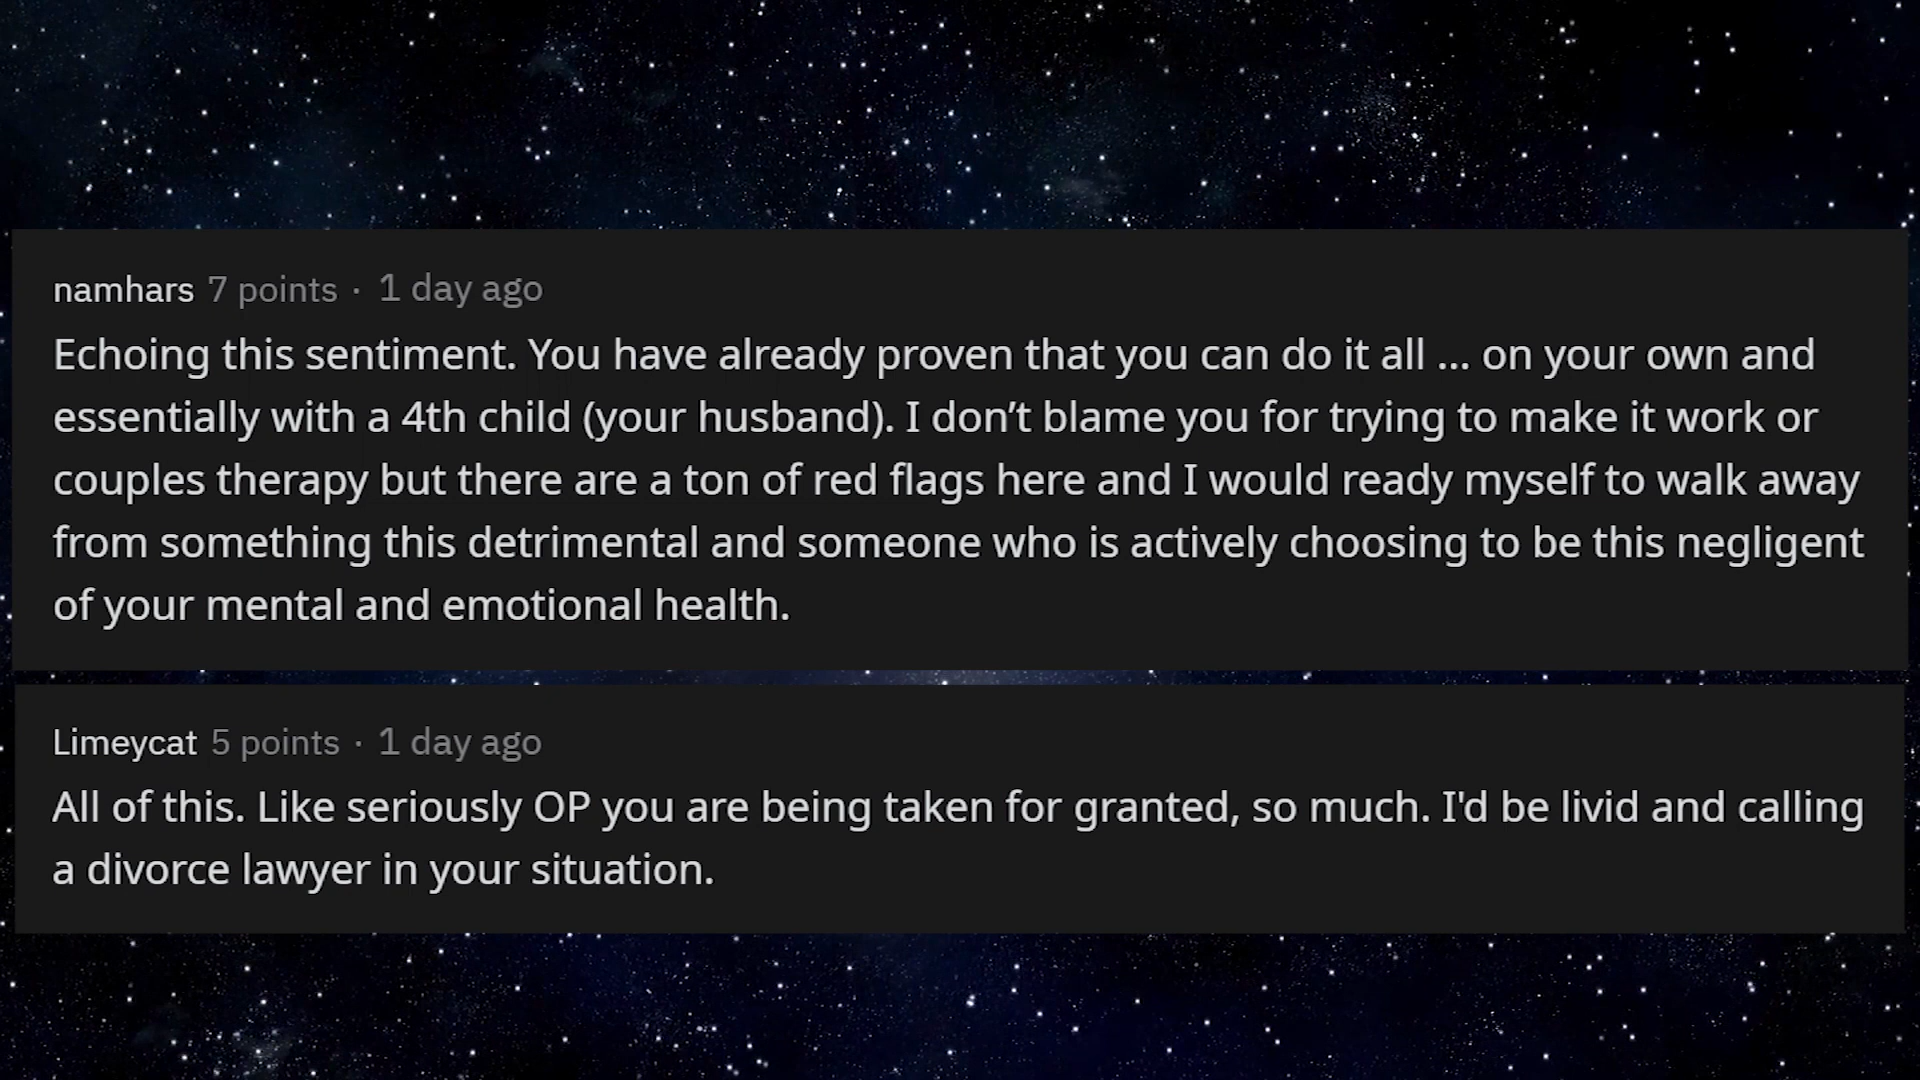 namhars 7 points · 1 day ago
Echoing this sentiment. You have already proven that you can do it all ... on your own and
essentially with a 4th child (your husband). I don’t blame you for trying to make it work or
couples therapy but there are a ton of red flags here and I would ready myself to walk away
from something this detrimental and someone who is actively choosing to be this negligent
of your mental and emotional health.
Limeycat 5 points · 1 day ago
All of this. Like seriously OP you are being taken for granted, so much. I'd be livid and calling
a divorce lawyer in your situation.